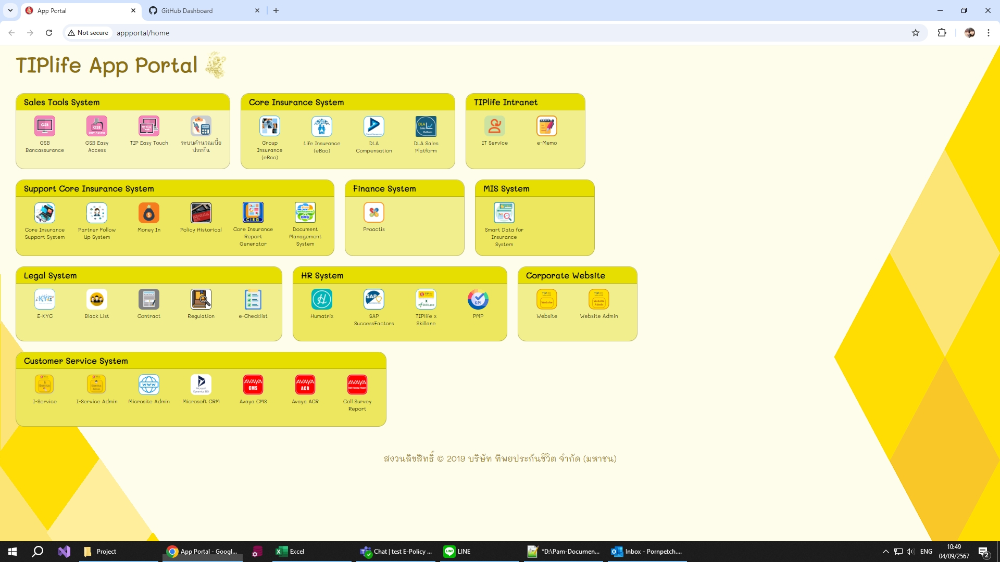 App Portal
GitHub Dashboard
Not secure
appportal/home
TIPlife App Portal
Sales Tools System
GSB
Bancassurance
GSB Easy
Access
TIP Easy Touch
ระบบคำนวณเบี้ย
ประกัน
Core Insurance System
Group
Insurance
(eBao)
Life Insurance
(eBao)
DLA
Compensation
DLA Sales
Platform
TIPlife Intranet
IT Service
e-Memo
Support Core Insurance System
Core Insurance
Support System
Partner Follow
Up System
Money In
Policy Historical
Core Insurance
Report
Generator
Document
Management
System
Finance System
Proactis
MIS System
Smart Data for
Insurance
System
Legal System
E-KYC
Black List
Contract
Regulation
e-Checklist
HR System
Humatrix
SAP
SuccessFactors
TIPlife x
Skillane
PMP
Corporate Website
Website
Website Admin
Customer Service System
I-Service
I-Service Admin
Microsite Admin
Microsoft CRM
Avaya CMS
Avaya ACR
Call Survey
Report
สงวนลิขสิทธิ์ © 2019 บริษัท ทิพยประกันชีวิต จำกัด (มหาชน)
Project
App Portal - Googl...
Excel
Chat | test E-Policy ...
LINE
*D:\Pam-Documen...
Inbox - Pornpetch....
ENG
10:49
04/09/2567
2